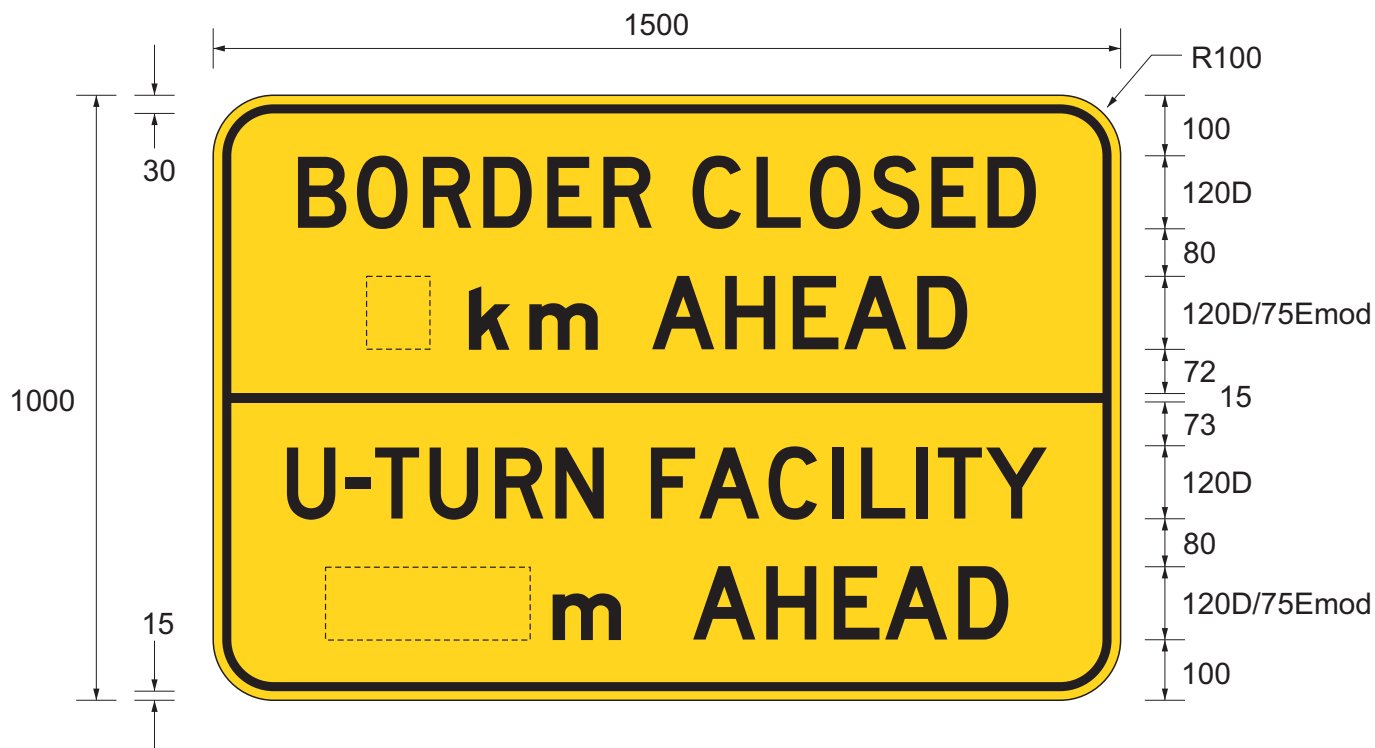 1500
R100
30
1000
15
BORDER CLOSED
km AHEAD
U-TURN FACILITY
m AHEAD
100
120D
80
120D/75Emod
72
15
73
120D
80
120D/75Emod
100